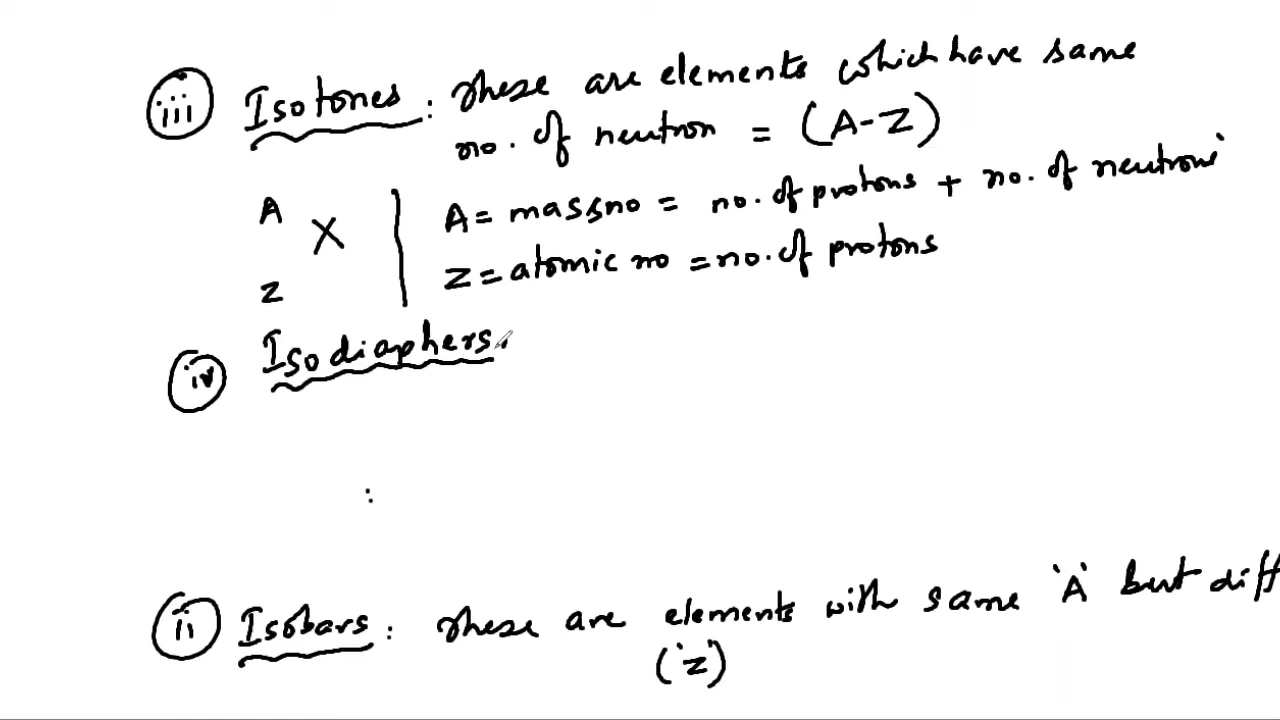 iii Isotones : These are elements which have same
no. of neutron = (A-Z)
A
X
Z
A = mass no = no. of protons + no. of neutrons
Z = atomic no = no. of protons
iv Isodiaphers :
:
ii Isobars : These are elements with same 'A' but diff
('Z')